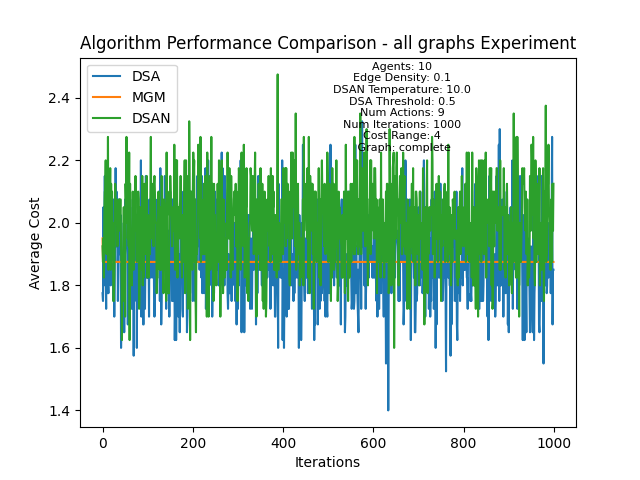 Algorithm Performance Comparison - all graphs Experiment
DSA
MGM
DSAN
Agents: 10
Edge Density: 0.1
DSAN Temperature: 10.0
DSA Threshold: 0.5
Num Actions: 9
Num Iterations: 1000
Cost Range: 4
Graph: complete
Average Cost
2.4
2.2
2.0
1.8
1.6
1.4
0
200
400
600
800
1000
Iterations